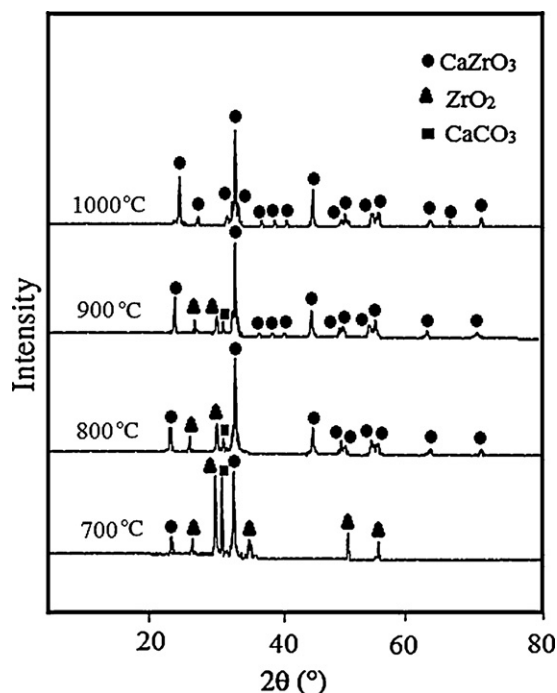 CaZrO₃
ZrO₂
CaCO₃
1000°C
900°C
800°C
700°C
Intensity
20 40 60 80
2θ (°)